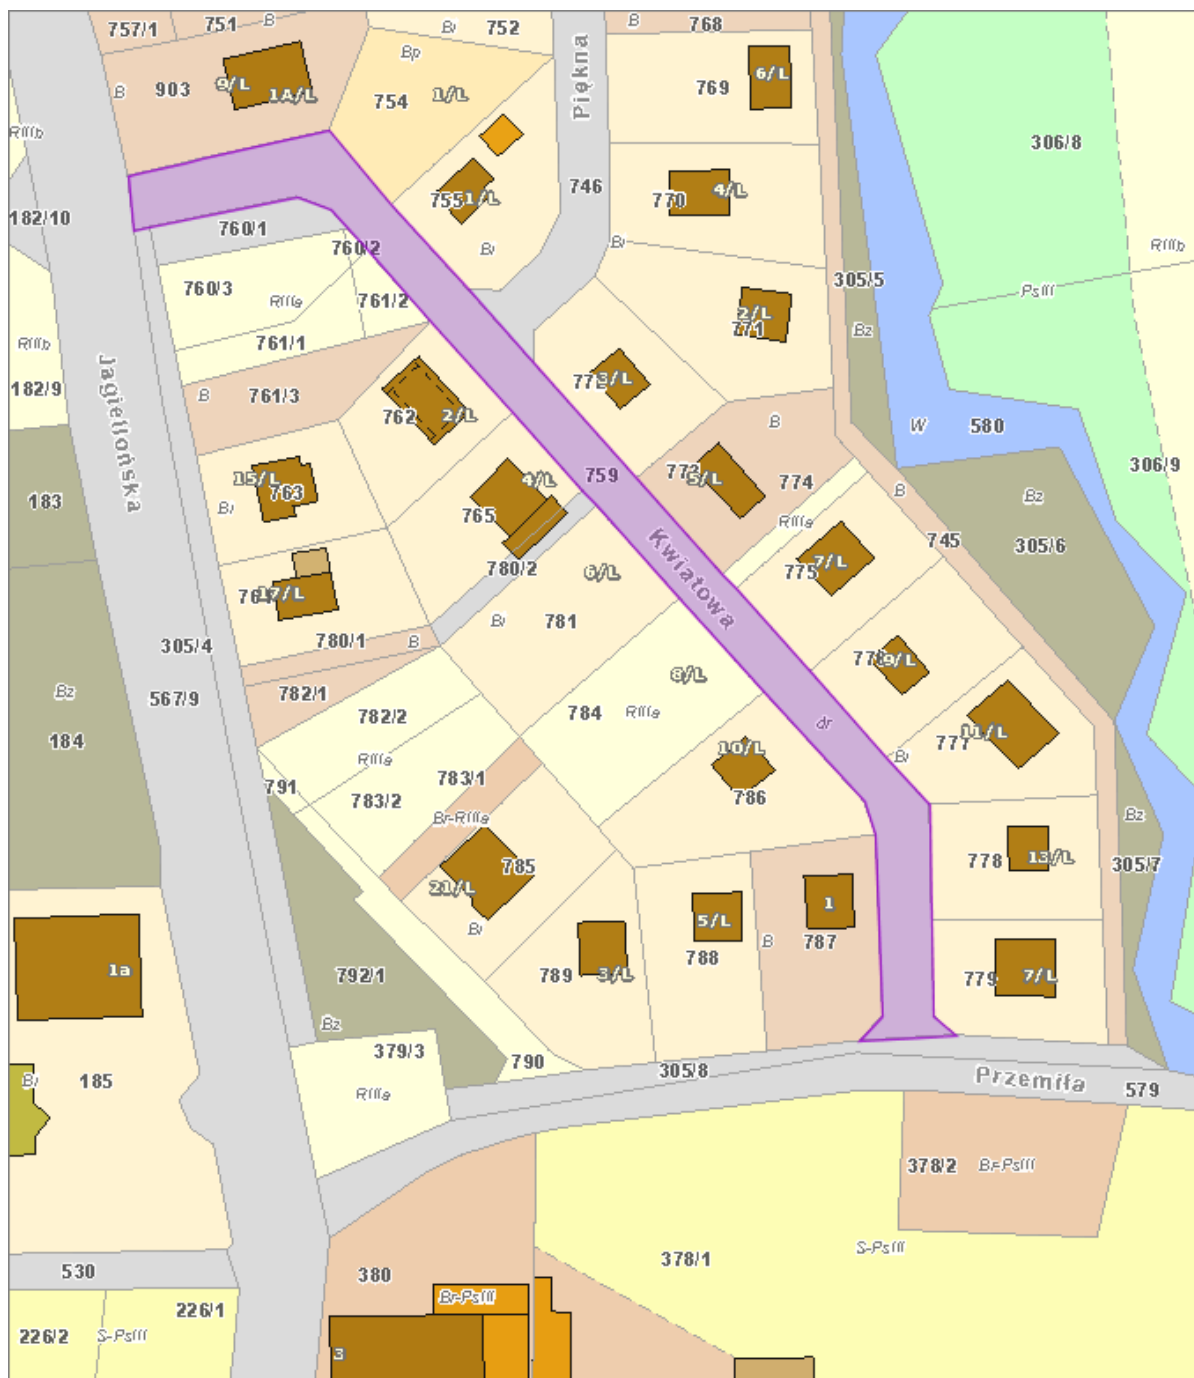 757/1
751
B
Bi
752
B
768
Bp
903
9/L
1A/L
B
754
1/L
Piękna
769
6/L
RIIIb
306/8
755
1/L
746
770
4/L
182/10
760/1
760/2
Bi
Bi
RIIIb
760/3
RIIIa
761/2
305/5
PsIII
2/L
771
Bz
RIIIb
761/1
182/9
Jagiellońska
B
761/3
772
3/L
762
2/L
B
W
580
306/9
15/L
763
4/L
759
773
5/L
774
B
Bz
183
Bi
765
RIIIa
745
305/6
Kwiatowa
780/2
6/L
7/L
775
764
17/L
Bi
781
305/4
780/1
B
776
9/L
Bz
567/9
782/1
8/L
782/2
784
RIIIa
dr
184
RIIIa
10/L
11/L
777
Bi
791
783/1
783/2
786
Br-RIIIa
Bz
785
778
13/L
305/7
21/L
1
Bi
5/L
B
787
1a
792/1
789
3/L
788
779
7/L
Bz
379/3
790
305/8
Bi
185
RIIIa
Przemiła
579
378/2
Br-PsIII
S-PsIII
378/1
530
380
Br-PsIII
226/1
226/2
S-PsIII
3